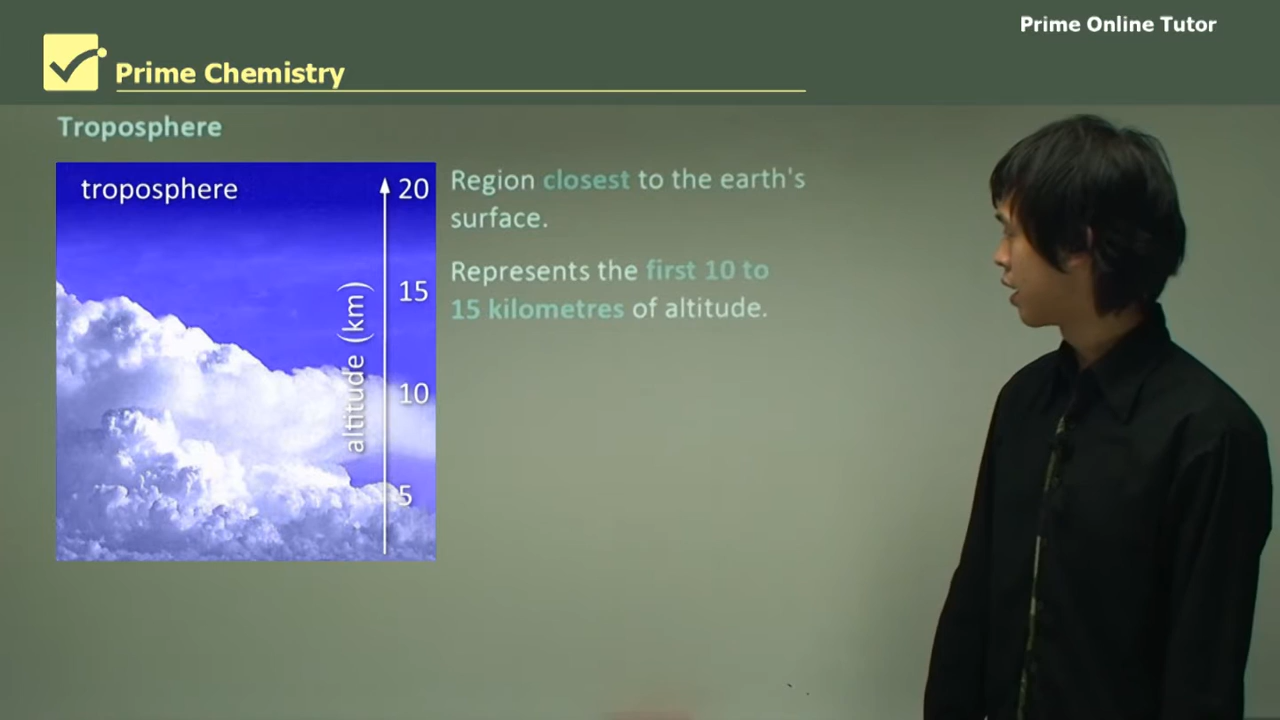 Prime Online Tutor
Prime Chemistry
Troposphere
troposphere
20
15
10
5
altitude (km)
Region closest to the earth's
surface.
Represents the first 10 to
15 kilometres of altitude.